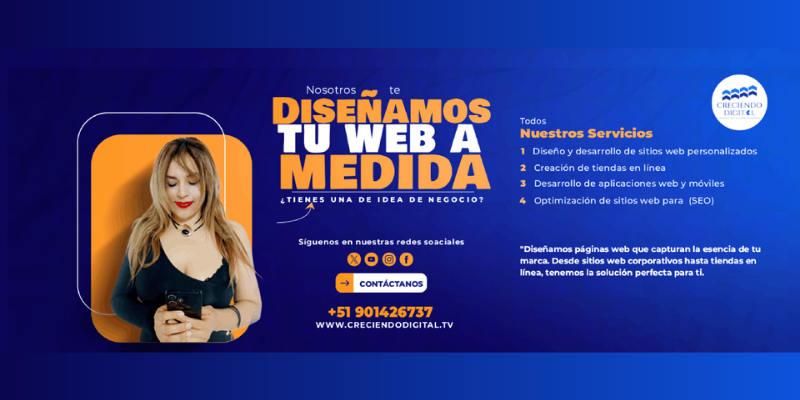 Nosotros te
DISEÑAMOS
TU WEB A
MEDIDA
¿TIENES UNA DE IDEA DE NEGOCIO?
Síguenos en nuestras redes soaciales
CONTÁCTANOS
+51 901426737
WWW.CRECIENDODIGITAL.TV
CRECIENDO
DIGITAL
Todos
Nuestros Servicios
1 Diseño y desarrollo de sitios web personalizados
2 Creación de tiendas en línea
3 Desarrollo de aplicaciones web y móviles
4 Optimización de sitios web para (SEO)
"Diseñamos páginas web que capturan la esencia de tu
marca. Desde sitios web corporativos hasta tiendas en
línea, tenemos la solución perfecta para ti.